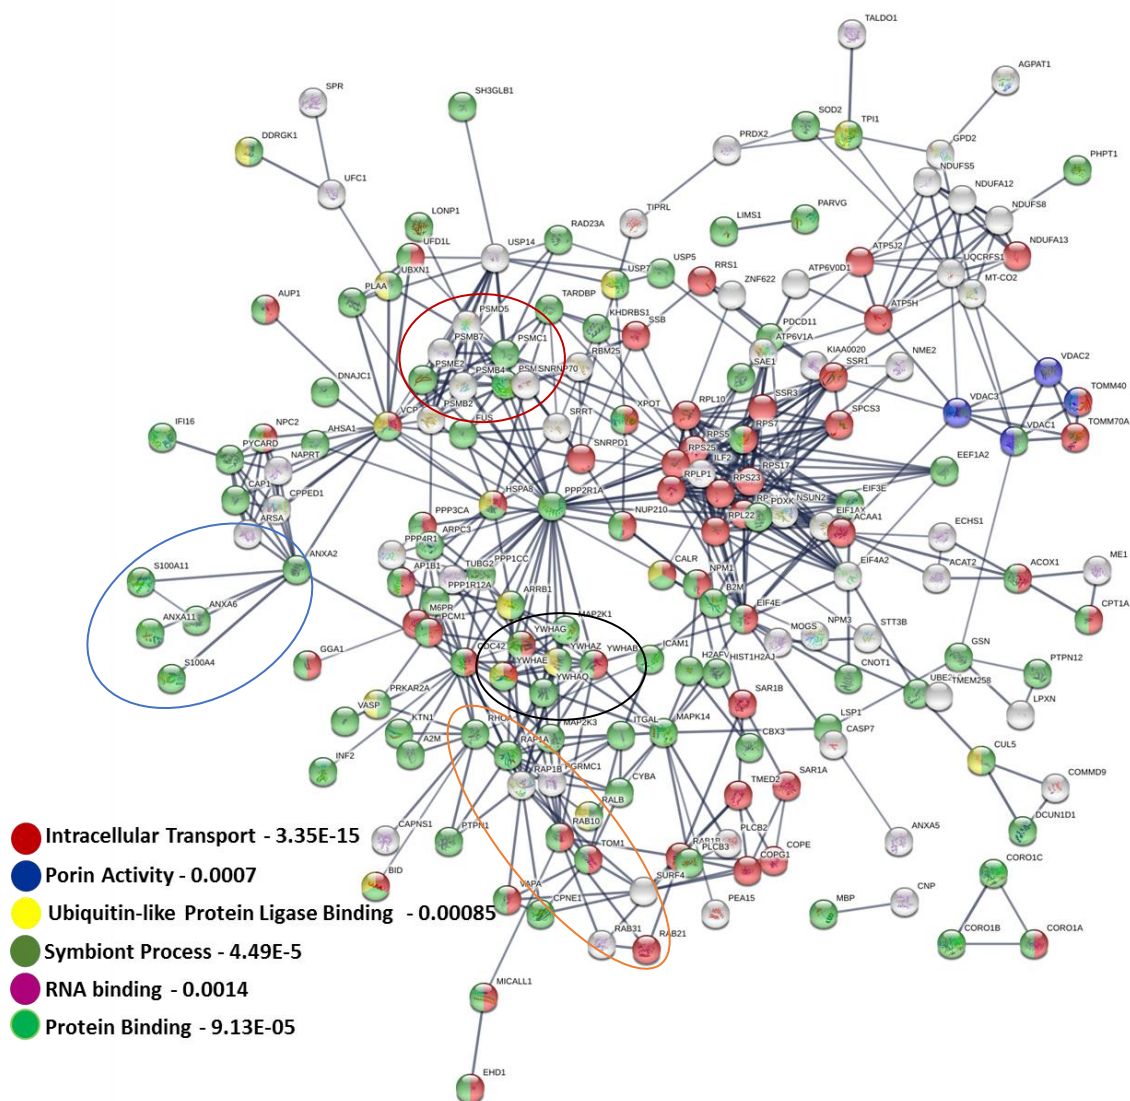 TALDO1
AGPAT1
SPR
SH3GLB1
SOD2
TPI1
DDRGK1
PRDX2
GPD2
NDUFS5
PHPT1
UFC1
NDUFA12
LONP1
TIPRL
LIMS1
PARVG
NDUFS8
RAD23A
UFD1L
USP14
ATP5J2
NDUFA13
UBXN1
USP7
USP5
RRS1
ATP6V0D1
UQCRFS1
PLAA
ZNF622
MT-CO2
AUP1
TARDBP
PSMD5
KHDRBS1
SSB
ATP5H
PSMB7
PSMC1
PDCD11
ATP6V1A
PSME2
RBM25
KIAA0020
NME2
VDAC2
PSMB4
SNRNP70
SAE1
SSR1
DNAJC1
PSMB2
TOMM40
VCP
FUS
SRRT
XPOT
RPL10
SSR3
SPCS3
VDAC3
IFI16
NPC2
AHSA1
RPS5
RPS7
VDAC1
TOMM70A
PYCARD
SNRPD1
RPS25
ILF2
NAPRT
RPS17
EEF1A2
CAP1
RPLP1
RPS23
CPPED1
HSPA8
PPP2R1A
PDXK
NSUN2
EIF3E
ARSA
PPP3CA
NUP210
RPL22
EIF1AX
ACAA1
ARPC3
ECHS1
PPP4R1
ANXA2
PPP1CC
EIF4A2
ME1
S100A11
TUBG2
CALR
NPM1
ACAT2
ACOX1
AP1B1
PPP1R12A
B2M
ANXA6
M6PR
ARRB1
EIF4E
CPT1A
ANXA11
PCM1
MAP2K1
MOGS
NPM3
STT3B
YWHAG
GGA1
CDC42
YWHAZ
YWHAB
ICAM1
GSN
S100A4
YWHAE
H2AFV
HIST1H2AJ
CNOT1
PTPN12
YWHAQ
TMEM258
PRKAR2A
SAR1B
LPXN
VASP
KTN1
RHOA
MAP2K3
ITGAL
MAPK14
LSP1
A2M
RAP1A
CBX3
CASP7
INF2
RAP1B
PGRMC1
CYBA
CUL5
TMED2
SAR1A
COMMD9
RALB
CAPNS1
PTPN1
RAB10
DCUN1D1
PLCB2
ANXA5
TOM1
PLCB3
COPE
BID
COPG1
CORO1C
VAPA
SURF4
CPNE1
PEA15
MBP
CNP
RAB31
RAB21
CORO1B
CORO1A
MICALL1
EHD1
Intracellular Transport - 3.35E-15
Porin Activity - 0.0007
Ubiquitin-like Protein Ligase Binding - 0.00085
Symbiont Process - 4.49E-5
RNA binding - 0.0014
Protein Binding - 9.13E-05